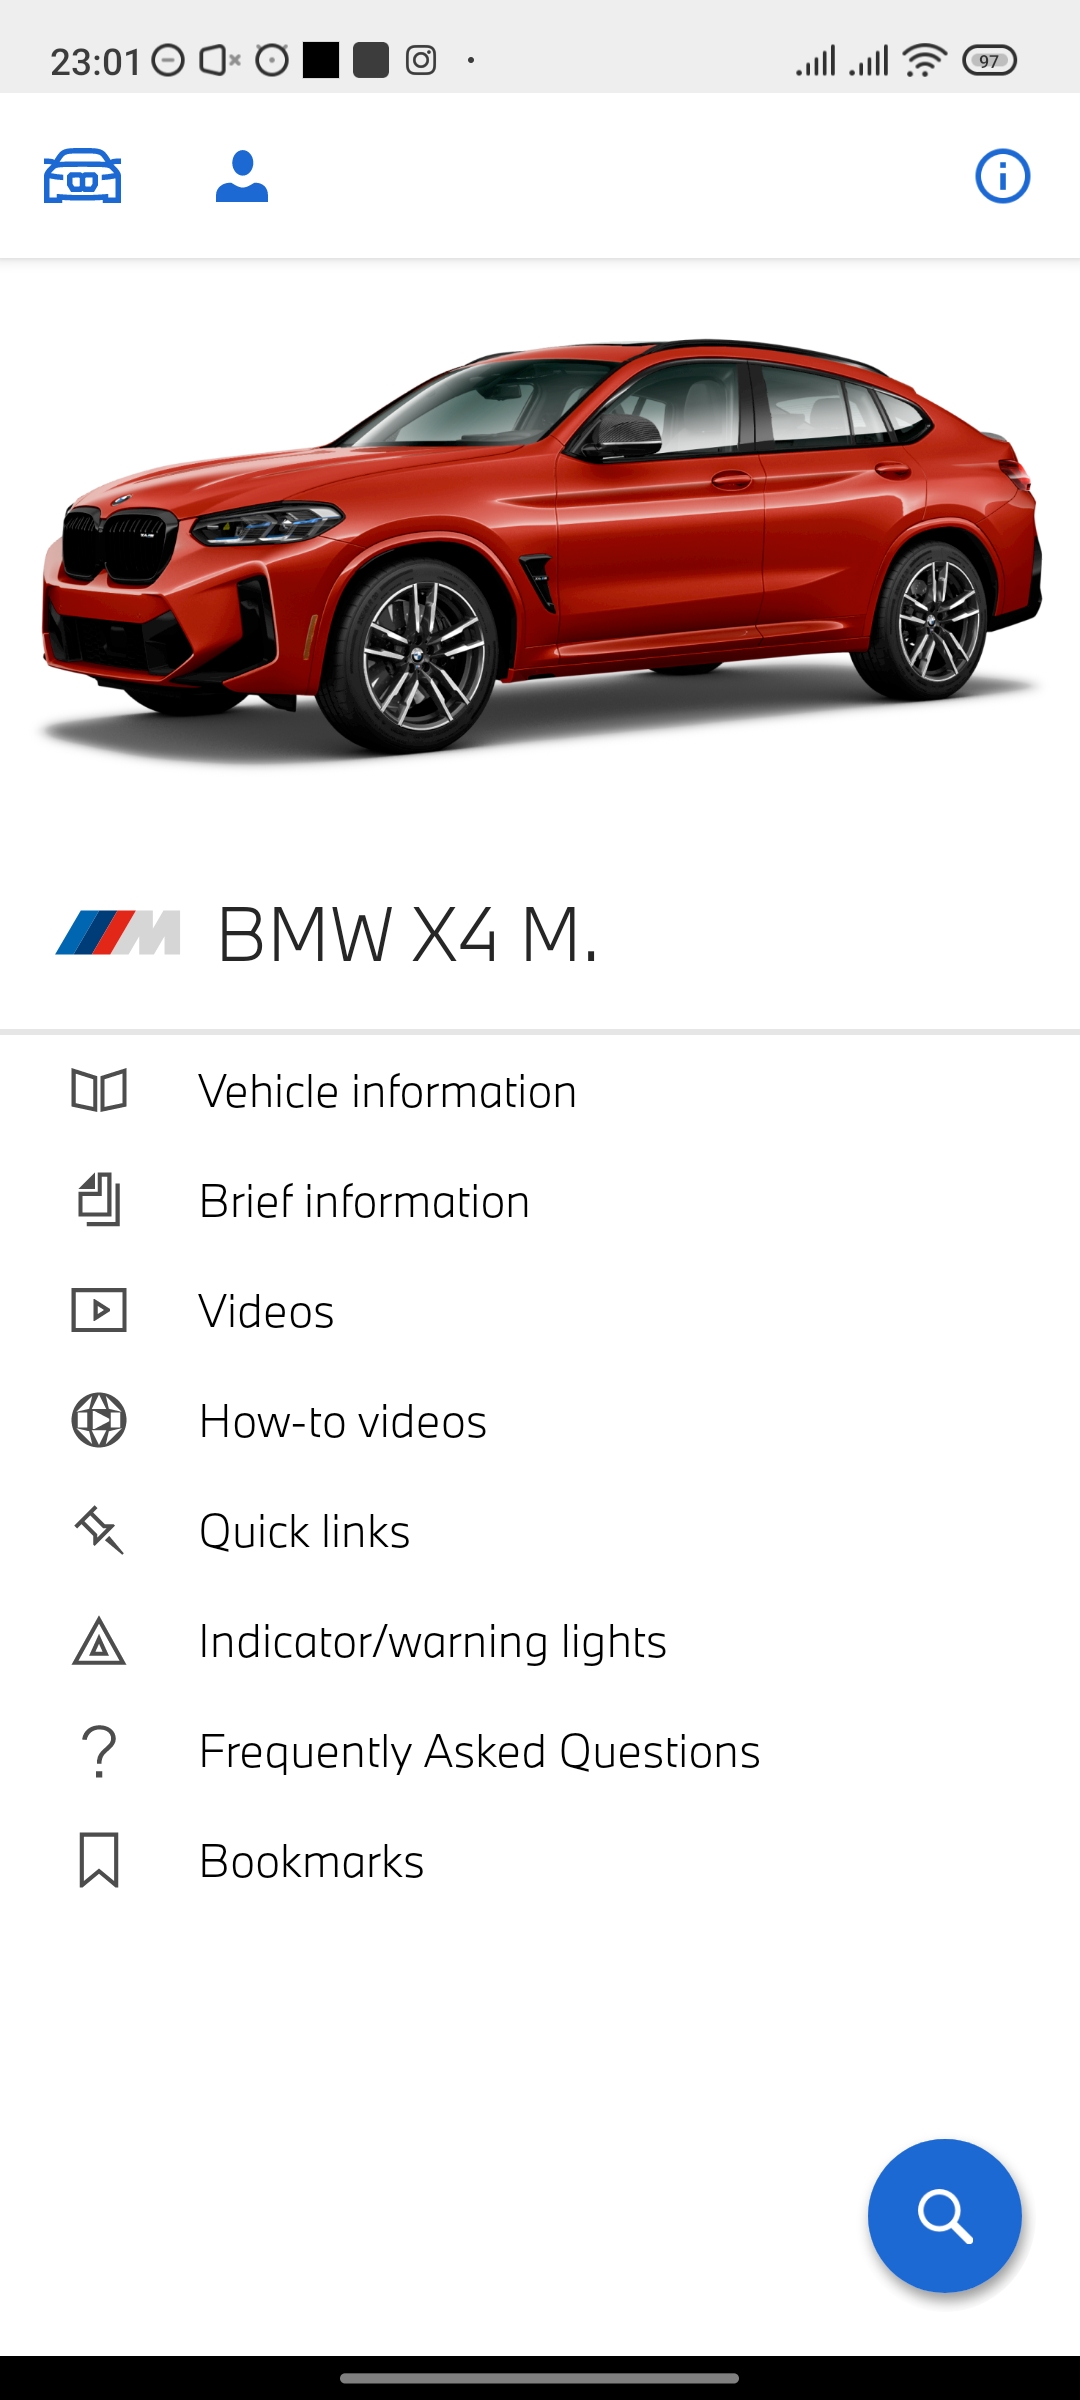 23:01
97
BMW X4 M.
Vehicle information
Brief information
Videos
How-to videos
Quick links
Indicator/warning lights
Frequently Asked Questions
Bookmarks